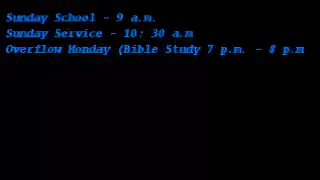 Sunday School - 9 a.m.
Sunday Service - 10: 30 a.m
Overflow Monday (Bible Study 7 p.m. - 8 p.m